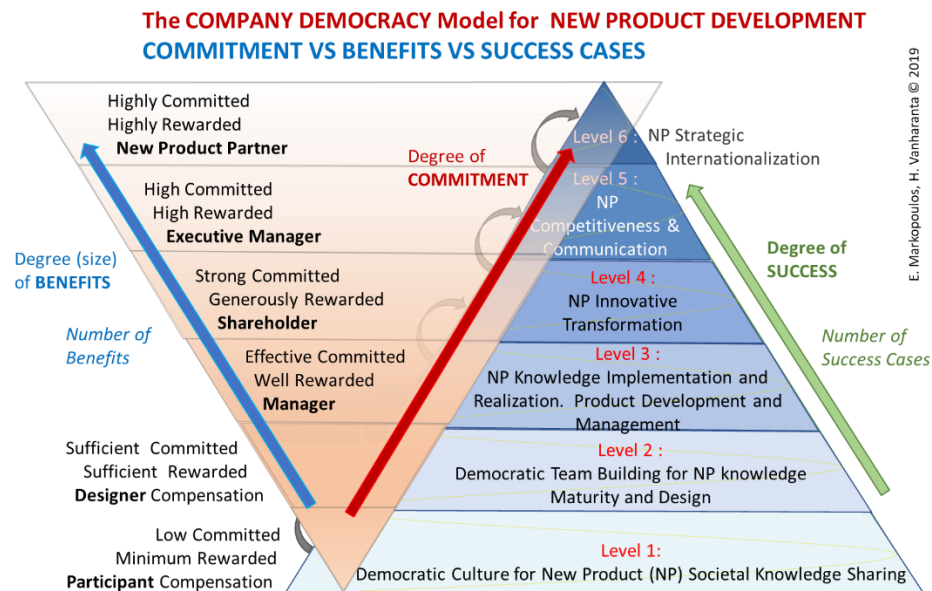 The COMPANY DEMOCRACY Model for NEW PRODUCT DEVELOPMENT
COMMITMENT VS BENEFITS VS SUCCESS CASES
E. Markopoulos, H. Vanharanta © 2019
Highly Committed
Highly Rewarded
New Product Partner
High Committed
High Rewarded
Executive Manager
Strong Committed
Generously Rewarded
Shareholder
Effective Committed
Well Rewarded
Manager
Sufficient Committed
Sufficient Rewarded
Designer Compensation
Low Committed
Minimum Rewarded
Participant Compensation
Degree (size)
of BENEFITS
Number of
Benefits
Degree of
COMMITMENT
Level 6 : NP Strategic
Internationalization
Level 5 :
NP
Competitiveness &
Communication
Level 4 :
NP Innovative
Transformation
Level 3 :
NP Knowledge Implementation and
Realization. Product Development and
Management
Level 2 :
Democratic Team Building for NP knowledge
Maturity and Design
Level 1:
Democratic Culture for New Product (NP) Societal Knowledge Sharing
Degree of
SUCCESS
Number of
Success Cases